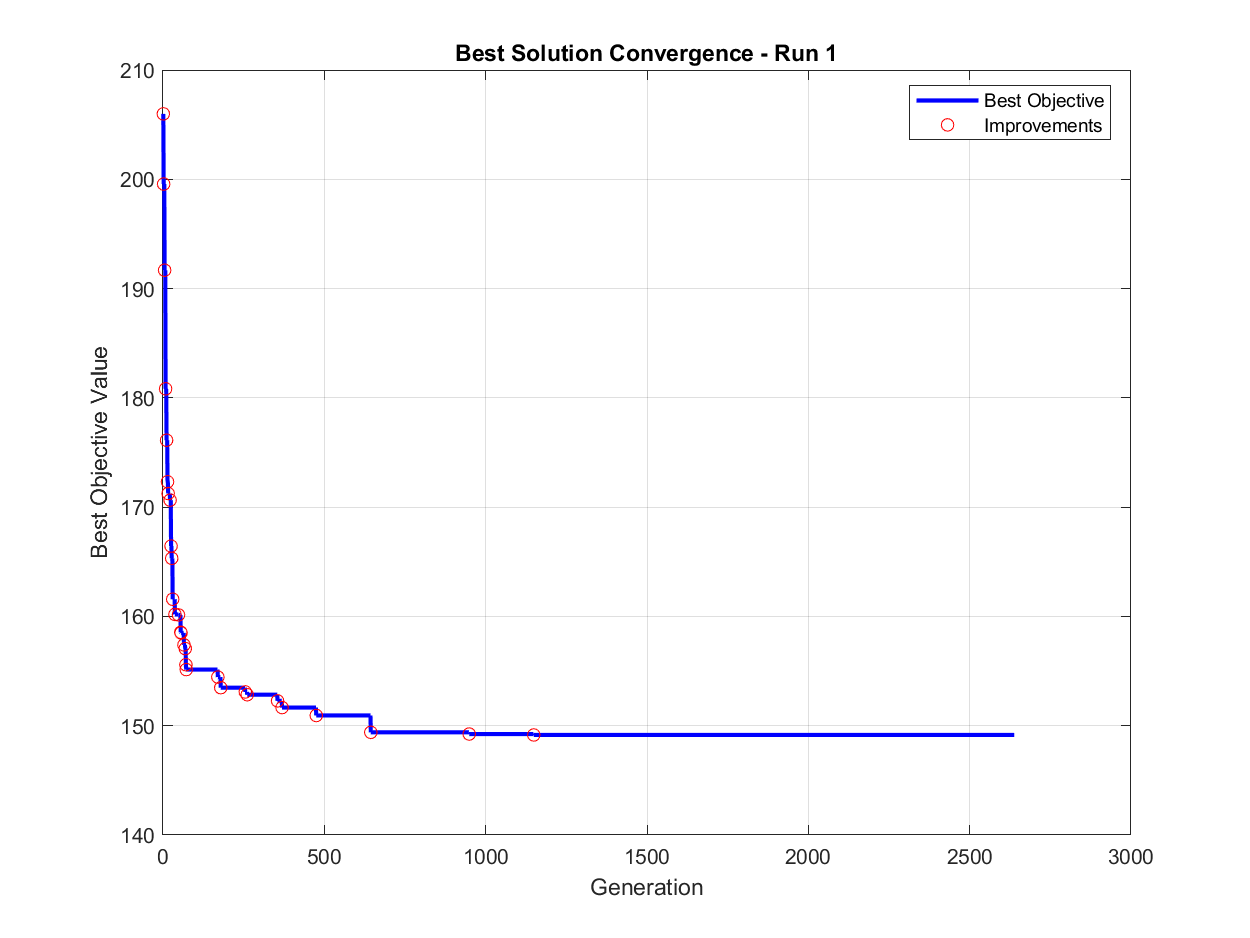 Best Solution Convergence - Run 1
210
200
190
180
170
160
150
140
Best Objective Value
Best Objective
Improvements
0 500 1000 1500 2000 2500 3000
Generation